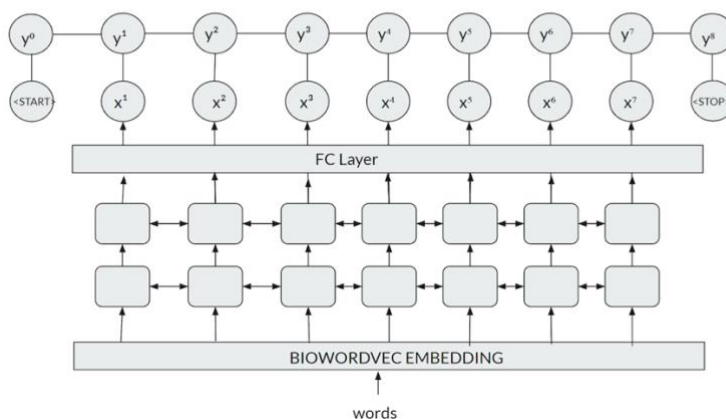 y⁰ y¹ y² y³ y⁴ y⁵ y⁶ y⁷ y⁸
<START> x¹ x² x³ x⁴ x⁵ x⁶ x⁷ <STOP>
FC Layer
BIOWORDVEC EMBEDDING
words